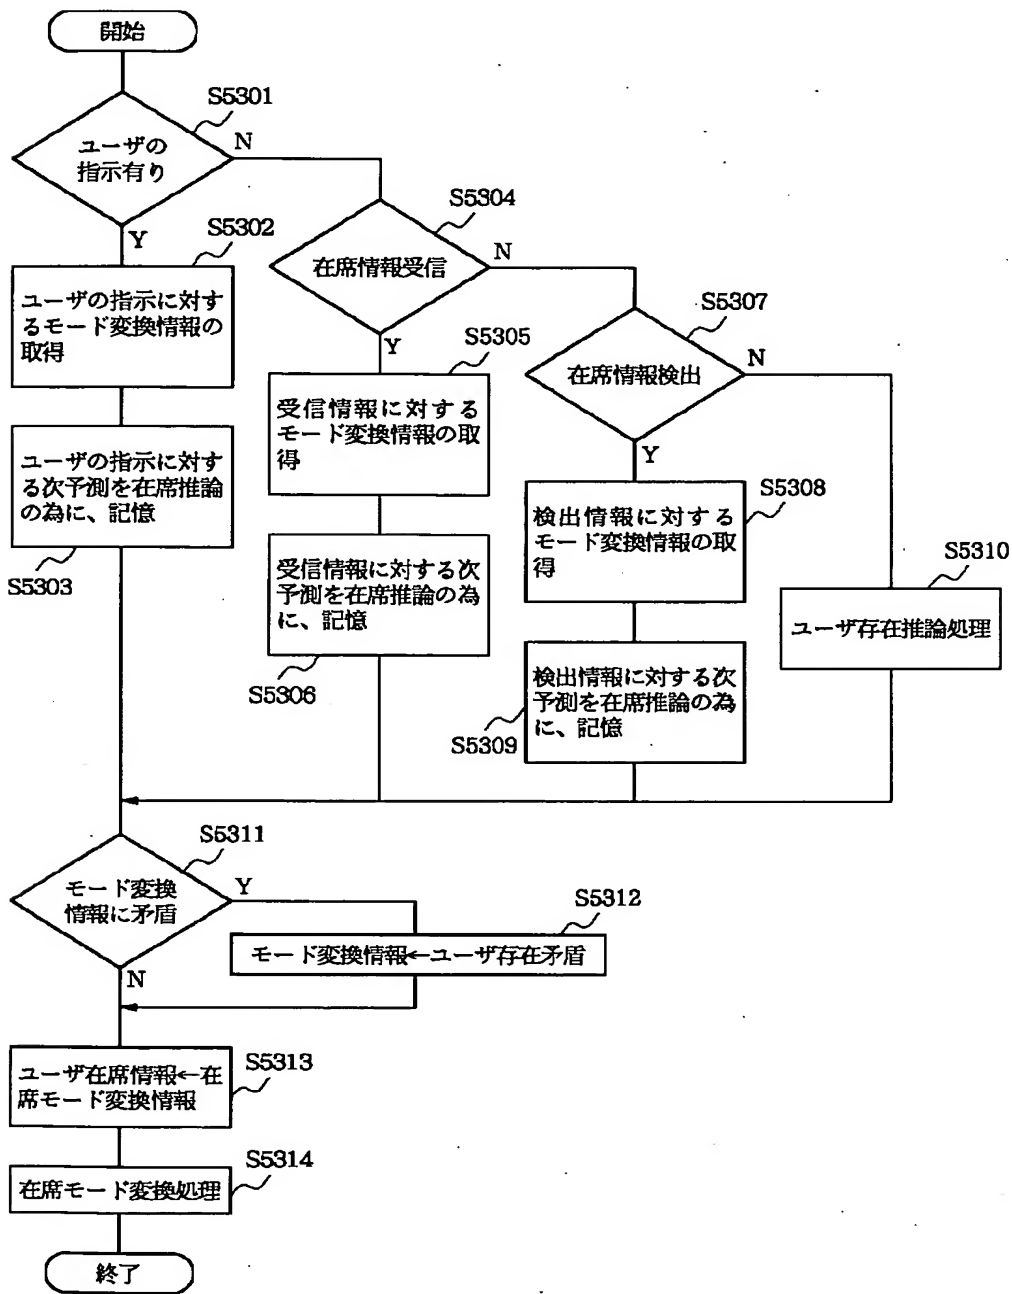 開始
S5301
ユーザの
指示有り
N
Y
S5302
ユーザの指示に対す
るモード変換情報の
取得
ユーザの指示に対す
る次予測を在席推論
の為に、記憶
S5303
S5304
在席情報受信
N
Y
S5305
受信情報に対する
モード変換情報の取
得
受信情報に対する次
予測を在席推論の為
に、記憶
S5306
S5307
在席情報検出
N
Y
S5308
検出情報に対する
モード変換情報の取
得
検出情報に対する次
予測を在席推論の為
に、記憶
S5309
S5310
ユーザ存在推論処理
S5311
モード変換
情報に矛盾
Y
N
S5312
モード変換情報←ユーザ存在矛盾
S5313
ユーザ在席情報←在
席モード変換情報
S5314
在席モード変換処理
終了